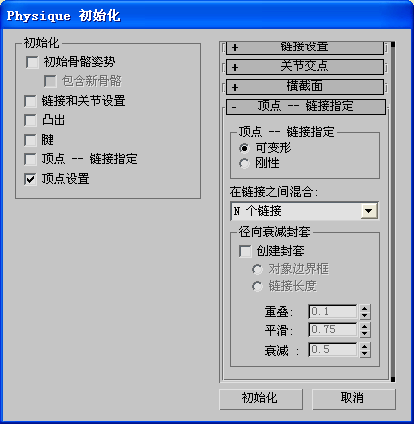 Physique 初始化
初始化
初始骨骼姿势
包含新骨骼
链接和关节设置
凸出
腱
顶点 -- 链接指定
顶点设置
+ 链接设置
+ 关节交点
+ 横截面
- 顶点 -- 链接指定
顶点 -- 链接指定
可变形
刚性
在链接之间混合:
N 个链接
径向衰减封套
创建封套
对象边界框
链接长度
重叠: 0.1
平滑: 0.75
衰减 : 0.5
初始化
取消